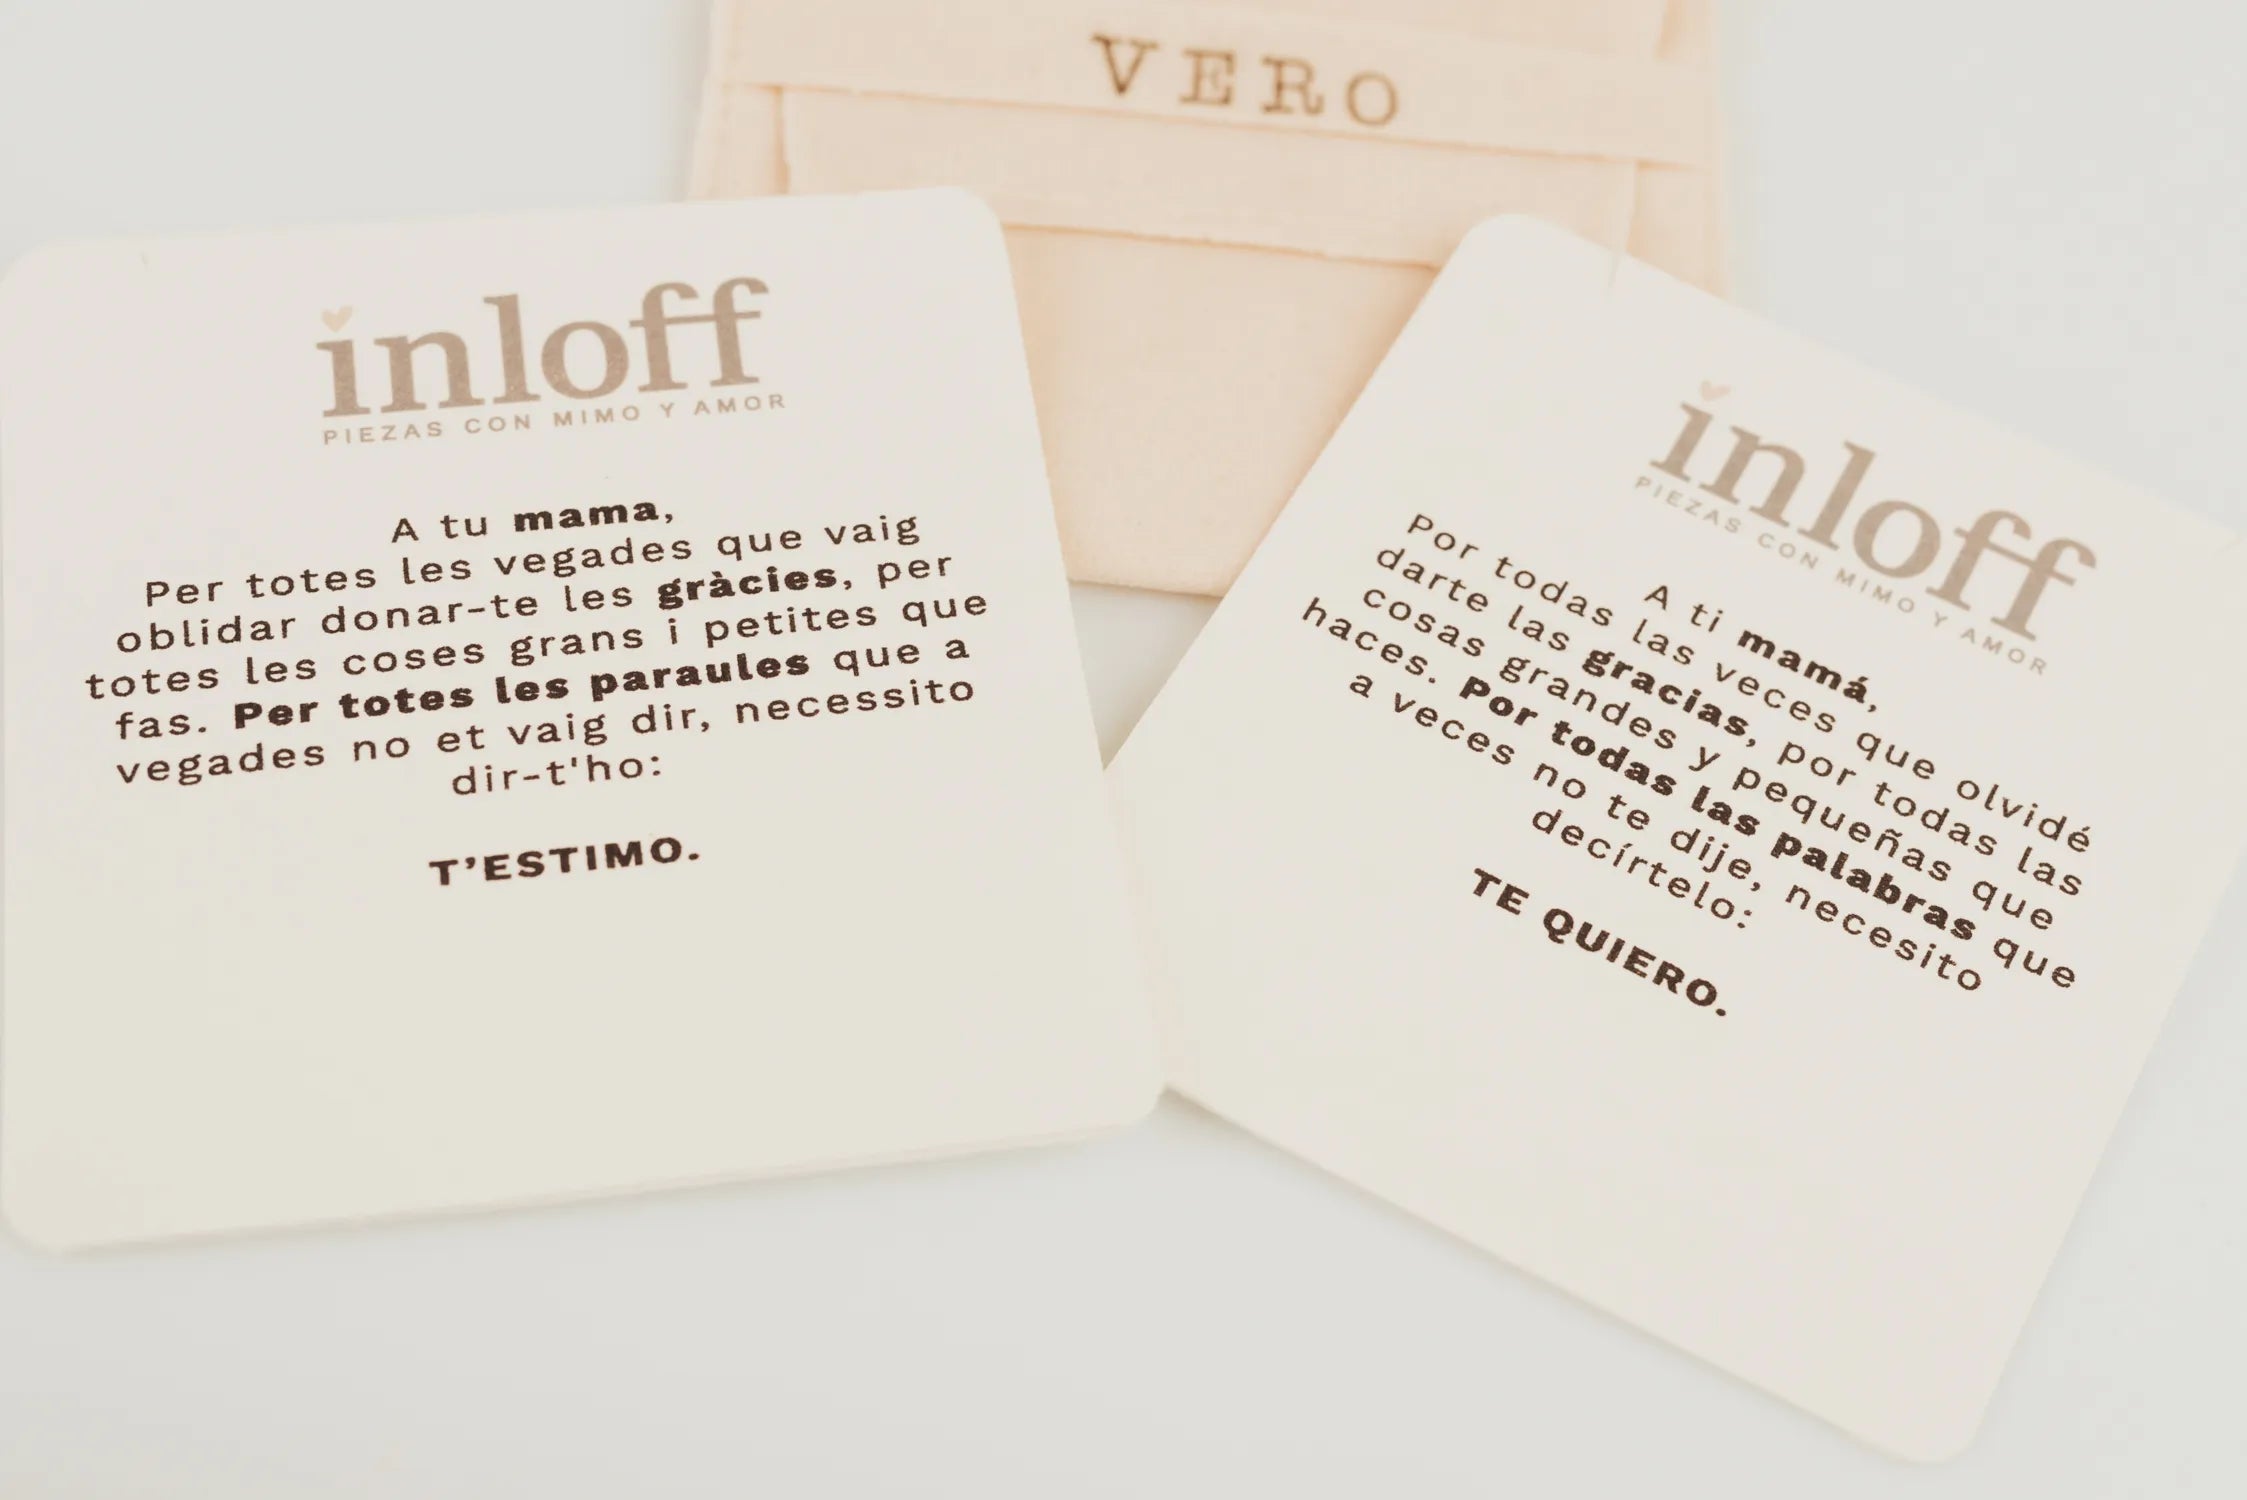 VERO
inloff
PIEZAS CON MIMO Y AMOR
A tu mama,
Per totes les vegades que vaig
oblidar donar-te les gràcies, per
totes les coses grans i petites que
fas. Per totes les paraules que a
vegades no et vaig dir, necessito
dir-t'ho:
T'ESTIMO.
inloff
PIEZAS CON MIMO Y AMOR
A ti mamá,
Por todas las veces que olvidé
darte las gracias, por todas las
cosas grandes y pequeñas que
haces. Por todas las palabras que
a veces no te dije, necesito
decírtelo:
TE QUIERO.